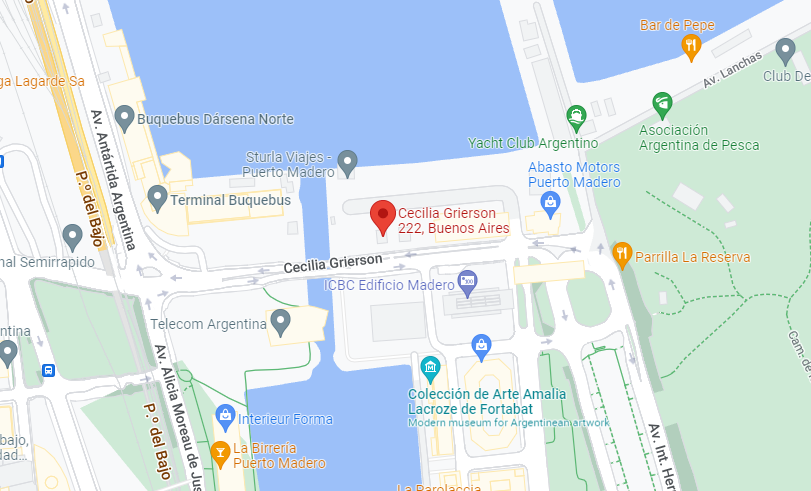 Bar de Pepe
Av. Lanchas
Club De
ga Lagarde Sa
Buquebus Dársena Norte
Av. Antártida Argentina
P.º del Bajo
Yacht Club Argentino
Asociación
Argentina de Pesca
Sturla Viajes -
Puerto Madero
Abasto Motors
Puerto Madero
Terminal Buquebus
Cecilia Grierson
222, Buenos Aires
nal Semirrapido
Cecilia Grierson
Parrilla La Reserva
ICBC Edificio Madero
Telecom Argentina
ntina
Av. Alicia Moreau de Jus
Cam. de
Colección de Arte Amalia
Lacroze de Fortabat
Modern museum for Argentinean artwork
P.º del Bajo
Interieur Forma
Av. Int. Her
La Birrería
Puerto Madero
bajo,
dad...
La Parolaccia